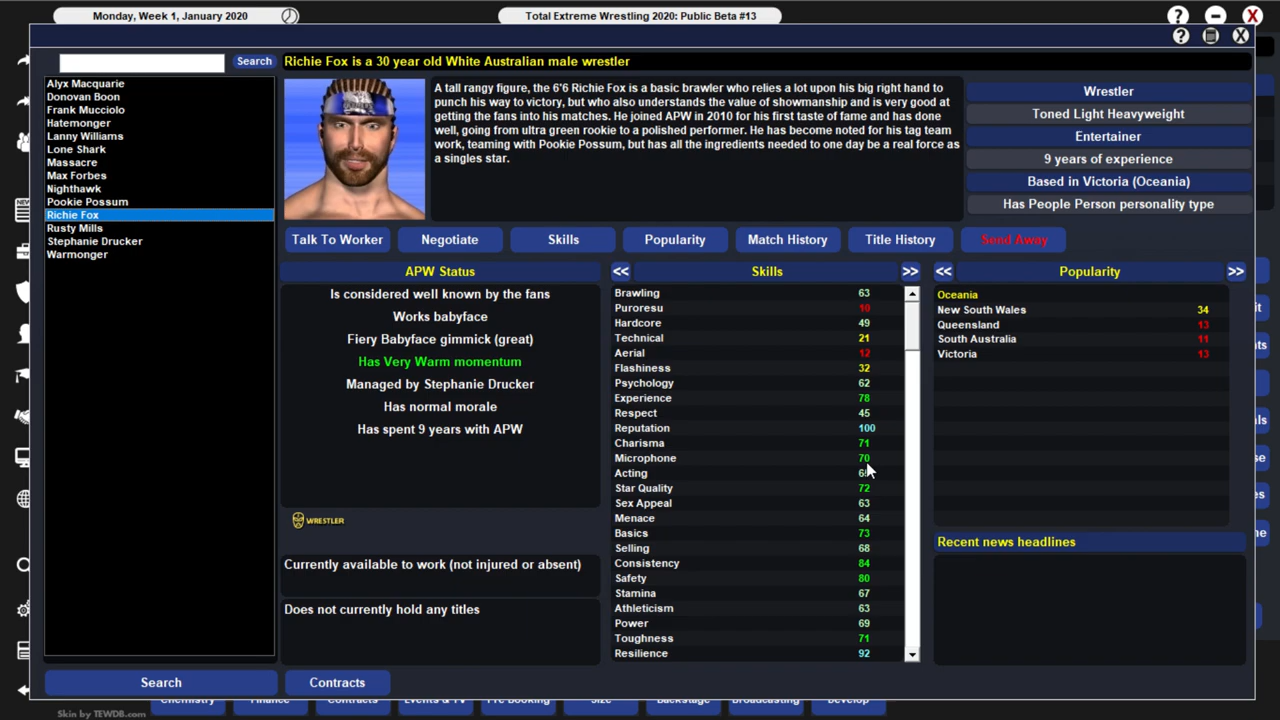 Monday, Week 1, January 2020
Total Extreme Wrestling 2020: Public Beta #13
Search
Richie Fox is a 30 year old White Australian male wrestler
Alyx Macquarie
Donovan Boon
Frank Mucciolo
Hatemonger
Lanny Williams
Lone Shark
Massacre
Max Forbes
Nighthawk
Pookie Possum
Richie Fox
Rusty Mills
Stephanie Drucker
Warmonger
A tall rangy figure, the 6'6 Richie Fox is a basic brawler who relies a lot upon his big right hand to
punch his way to victory, but who also understands the value of showmanship and is very good at
getting the fans into his matches. He joined APW in 2010 for his first taste of fame and has done
well, going from ultra green rookie to a polished performer. He has become noted for his tag team
work, teaming with Pookie Possum, but has all the ingredients needed to one day be a real force as
a singles star.
Wrestler
Toned Light Heavyweight
Entertainer
9 years of experience
Based in Victoria (Oceania)
Has People Person personality type
Talk To Worker Negotiate Skills Popularity Match History Title History Send Away
APW Status
Is considered well known by the fans
Works babyface
Fiery Babyface gimmick (great)
Has Very Warm momentum
Managed by Stephanie Drucker
Has normal morale
Has spent 9 years with APW
WRESTLER
Currently available to work (not injured or absent)
Does not currently hold any titles
<< Skills >>
Brawling 63
Puroresu 10
Hardcore 49
Technical 21
Aerial 12
Flashiness 32
Psychology 62
Experience 78
Respect 45
Reputation 100
Charisma 71
Microphone 70
Acting
Star Quality 72
Sex Appeal 63
Menace 64
Basics 73
Selling 68
Consistency 84
Safety 80
Stamina 67
Athleticism 63
Power 69
Toughness 71
Resilience 92
<< Popularity >>
Oceania
New South Wales 34
Queensland 13
South Australia 11
Victoria 13
Recent news headlines
Search Contracts
Chemistry Finance Contracts Events & TV Pre Booking Size Backstage Broadcasting Develop
Skin by TEWDB.com